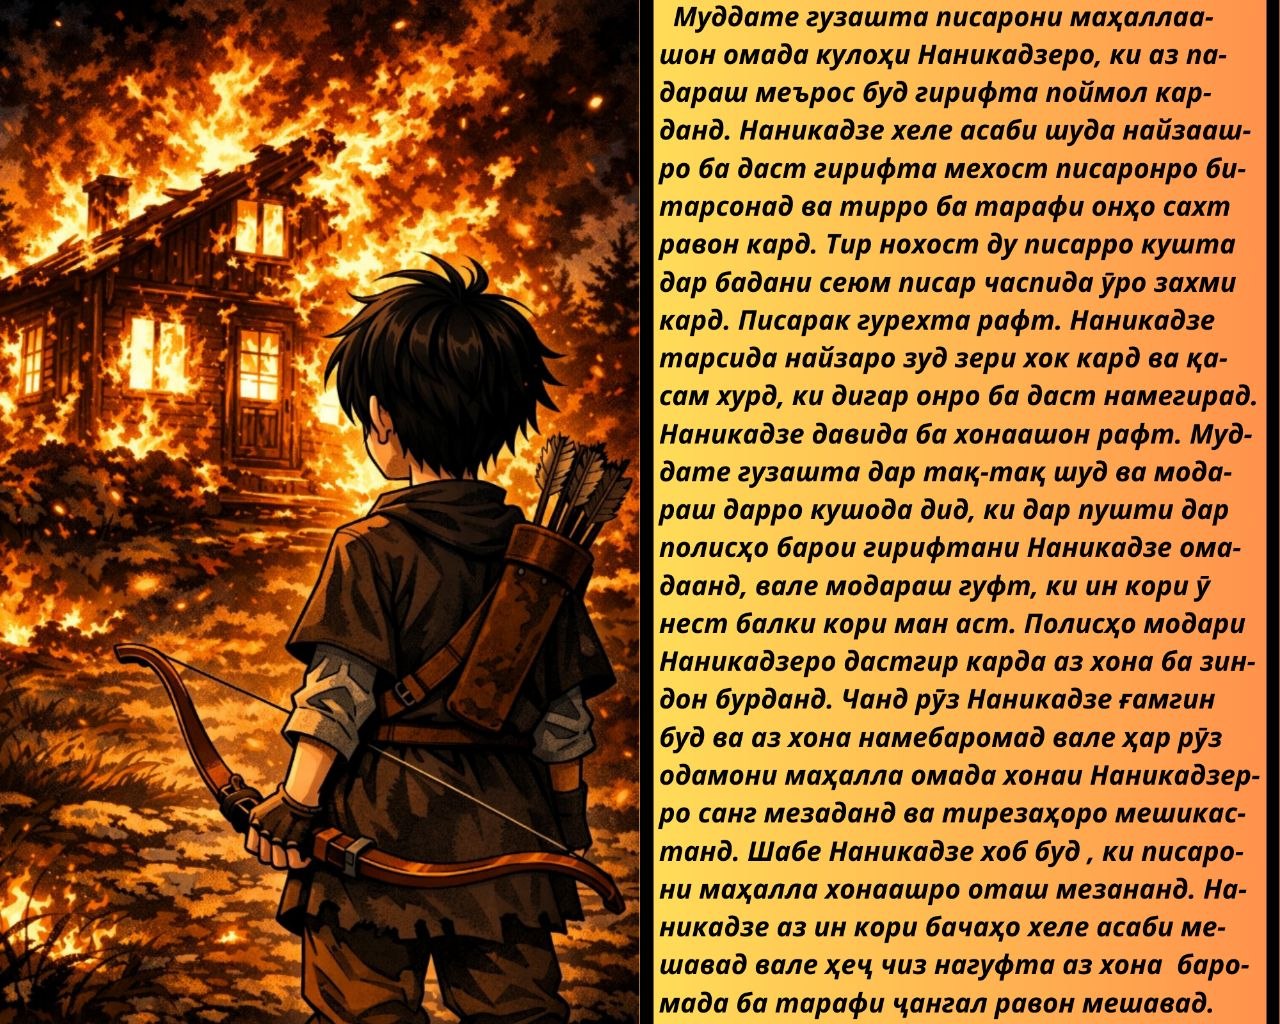 Муддате гузашта писарони маҳаллаа-
шон омада кулоҳи Наникадзеро, ки аз па-
дараш меърос буд гирифта поймол кар-
данд. Наникадзе хеле асаби шуда найзааш-
ро ба даст гирифта мехост писаронро би-
тарсонад ва тирро ба тарафи онҳо сахт
равон кард. Тир нохост ду писарро кушта
дар бадани сеюм писар часпида ӯро захми
кард. Писарак гурехта рафт. Наникадзе
тарсида найзаро зуд зери хок кард ва қа-
сам хурд, ки дигар онро ба даст намегирад.
Наникадзе давида ба хонаашон рафт. Муд-
дате гузашта дар тақ-тақ шуд ва мода-
раш дарро кушода дид, ки дар пушти дар
полисҳо барои гирифтани Наникадзе ома-
даанд, вале модараш гуфт, ки ин кори ӯ
нест балки кори ман аст. Полисҳо модари
Наникадзеро дастгир карда аз хона ба зин-
дон бурданд. Чанд рӯз Наникадзе ғамгин
буд ва аз хона намебаромад вале ҳар рӯз
одамони маҳалла омада хонаи Наникадзер-
ро санг мезаданд ва тирезаҳоро мешикас-
танд. Шабе Наникадзе хоб буд , ки писаро-
ни маҳалла хонаашро оташ мезананд. На-
никадзе аз ин кори бачаҳо хеле асаби ме-
шавад вале ҳеҷ чиз нагуфта аз хона баро-
мада ба тарафи ҷангал равон мешавад.